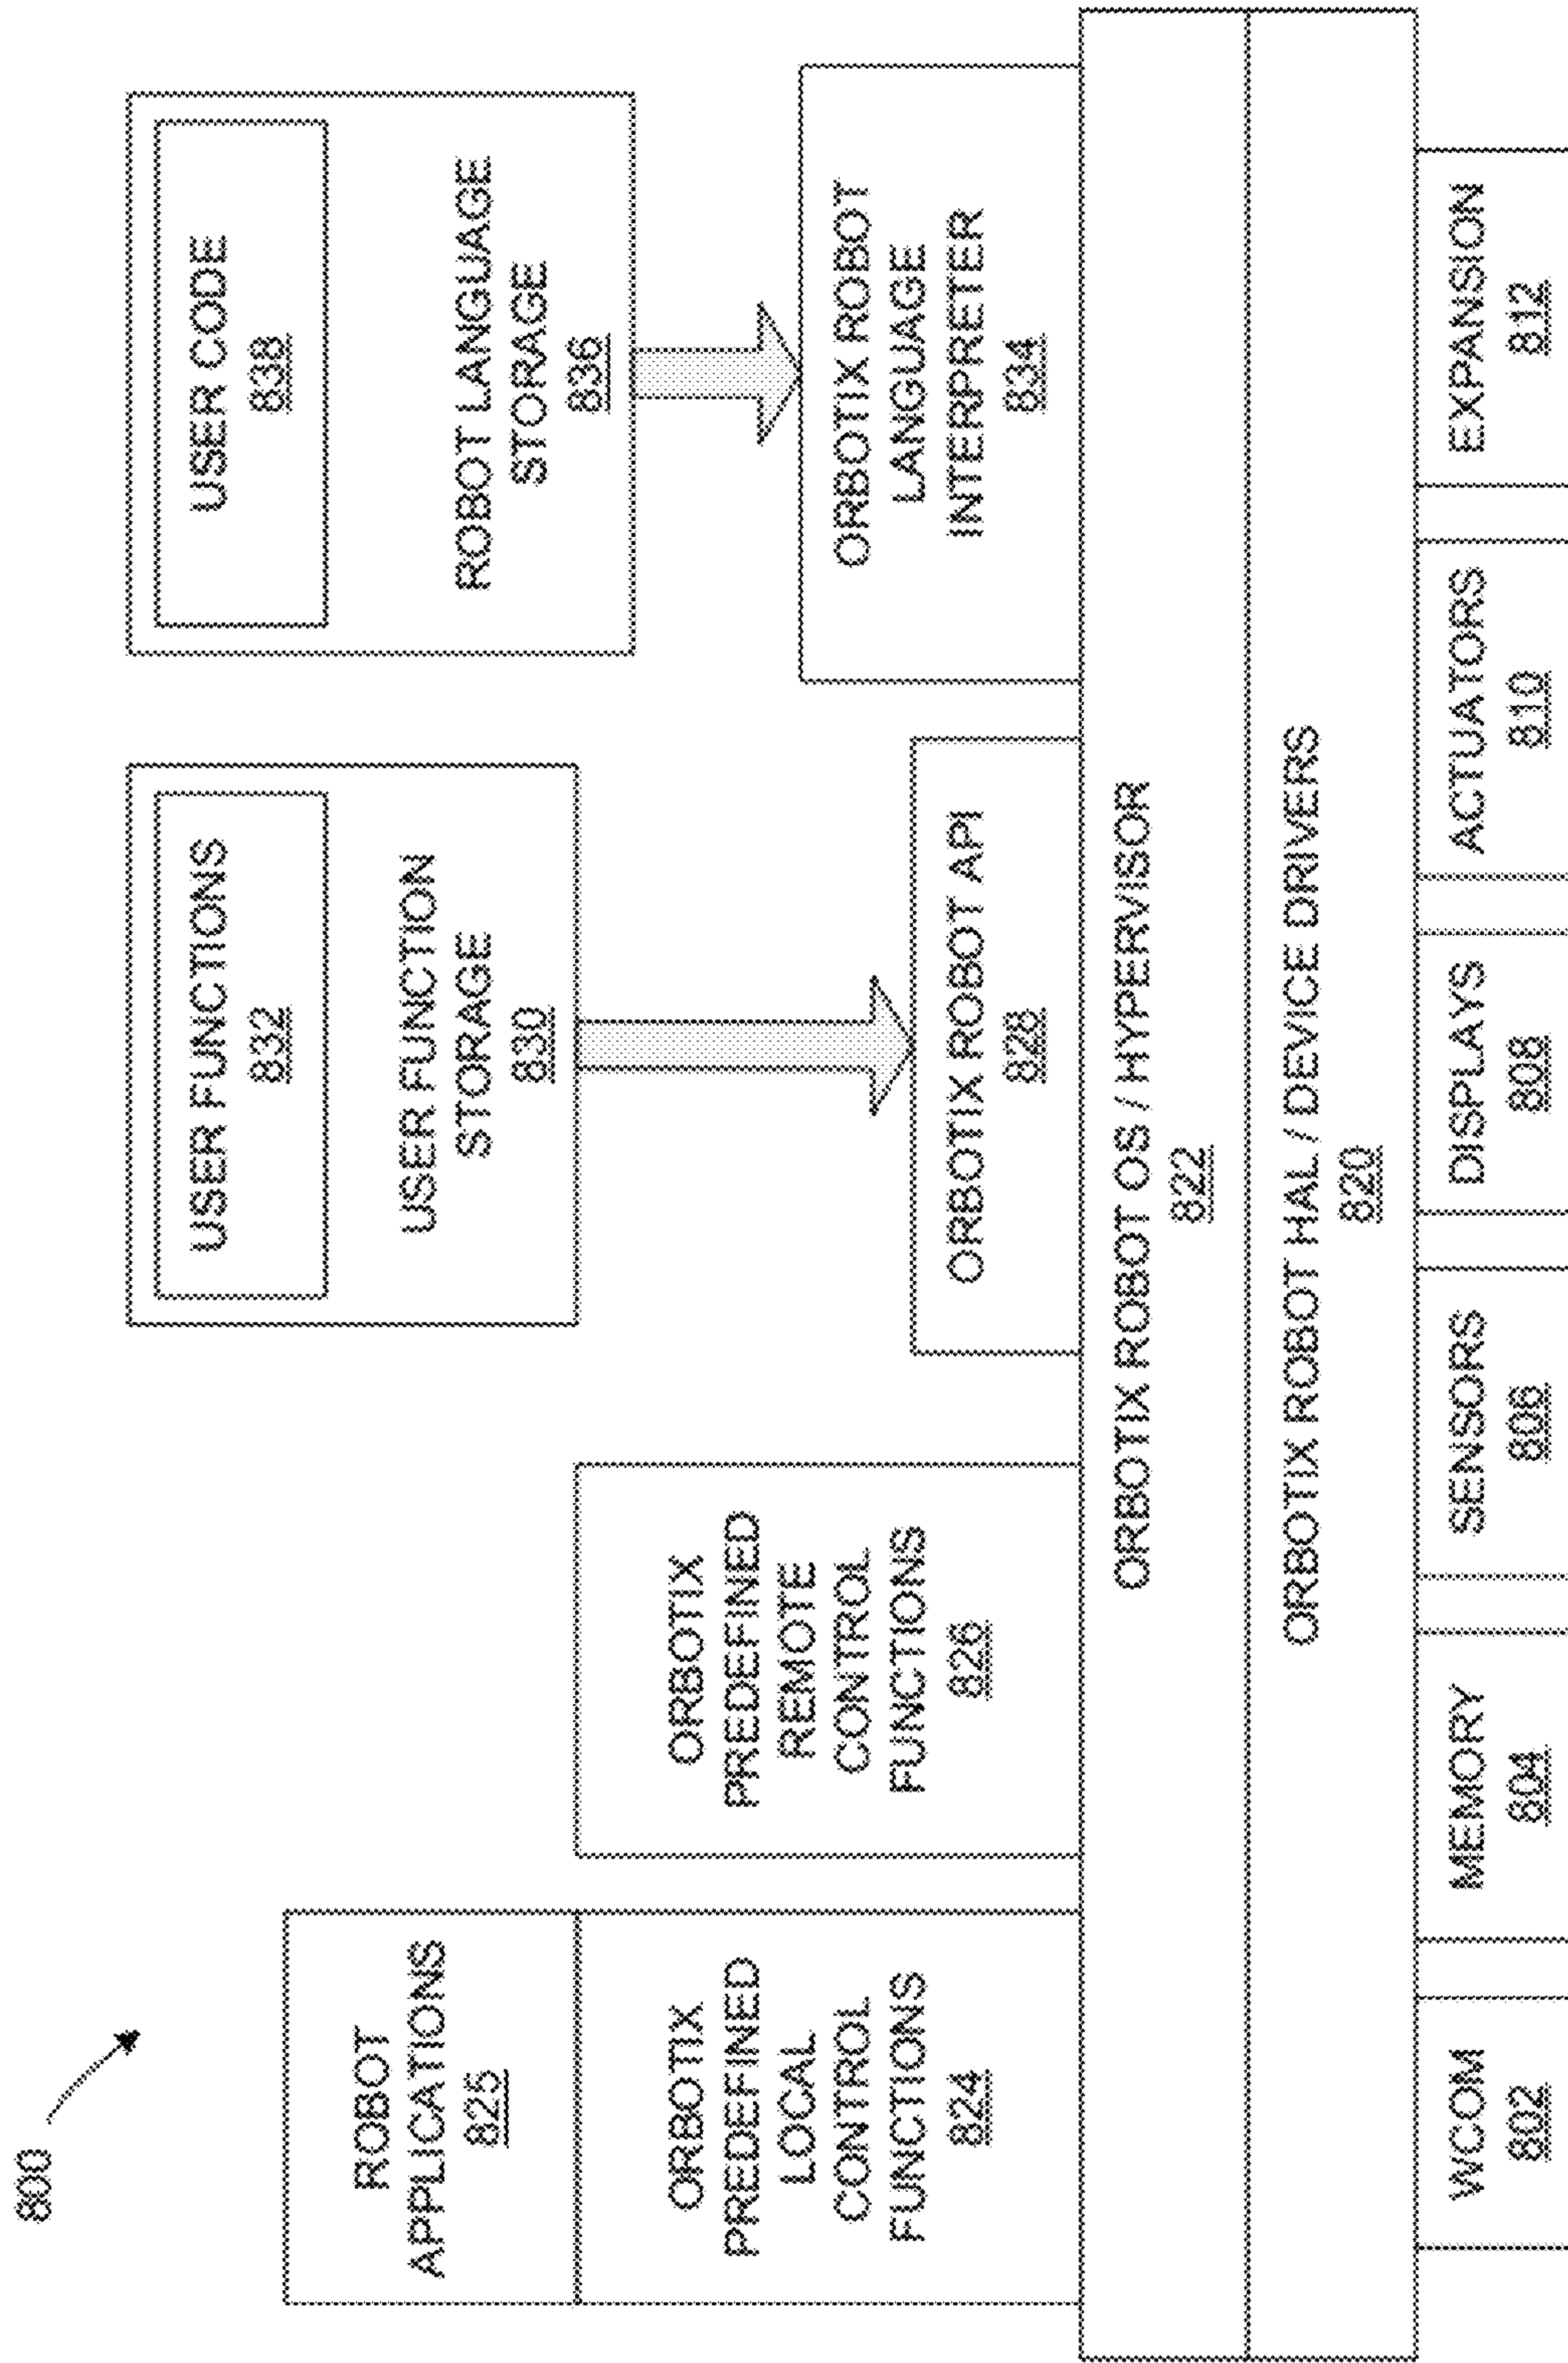 800
ROBOT
APPLICATIONS
825
ORBOTIX
PREDEFINED
LOCAL
CONTROL
FUNCTIONS
824
ORBOTIX
PREDEFINED
REMOTE
CONTROL
FUNCTIONS
826
USER FUNCTIONS
832
USER FUNCTION
STORAGE
830
ORBOTIX ROBOT API
828
USER CODE
838
ROBOT LANGUAGE
STORAGE
836
ORBOTIX ROBOT
LANGUAGE
INTERPRETER
834
ORBOTIX ROBOT OS / HYPERVISOR
822
ORBOTIX ROBOT HAL / DEVICE DRIVERS
820
WCOM
802
MEMORY
804
SENSORS
806
DISPLAYS
808
ACTUATORS
810
EXPANSION
812